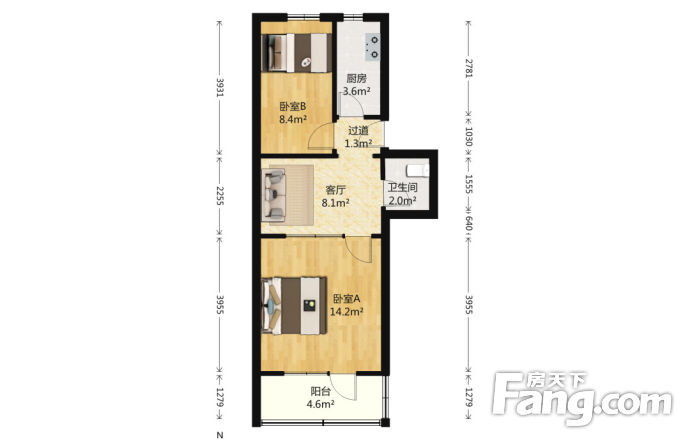 厨房
3.6m²
卧室B
8.4m²
过道
1.3m²
客厅
8.1m²
卫生间
2.0m²
卧室A
14.2m²
阳台
4.6m²
3931
2255
3955
1279
2781
1030
1555
640
3955
1279
N
房天下
Fang.com